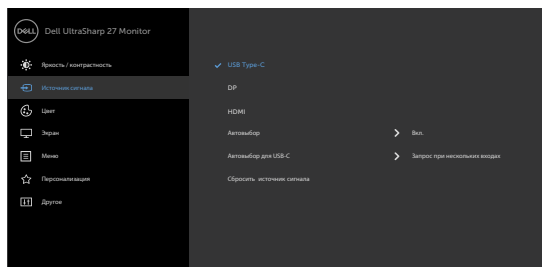 DELL Dell UltraSharp 27 Monitor
Яркость / контрастность
Источник сигнала
Цвет
Экран
Меню
Персонализация
Другое
USB Type-C
DP
HDMI
Автовыбор Вкл.
Автовыбор для USB-C Запрос при нескольких входах
Сбросить источник сигнала